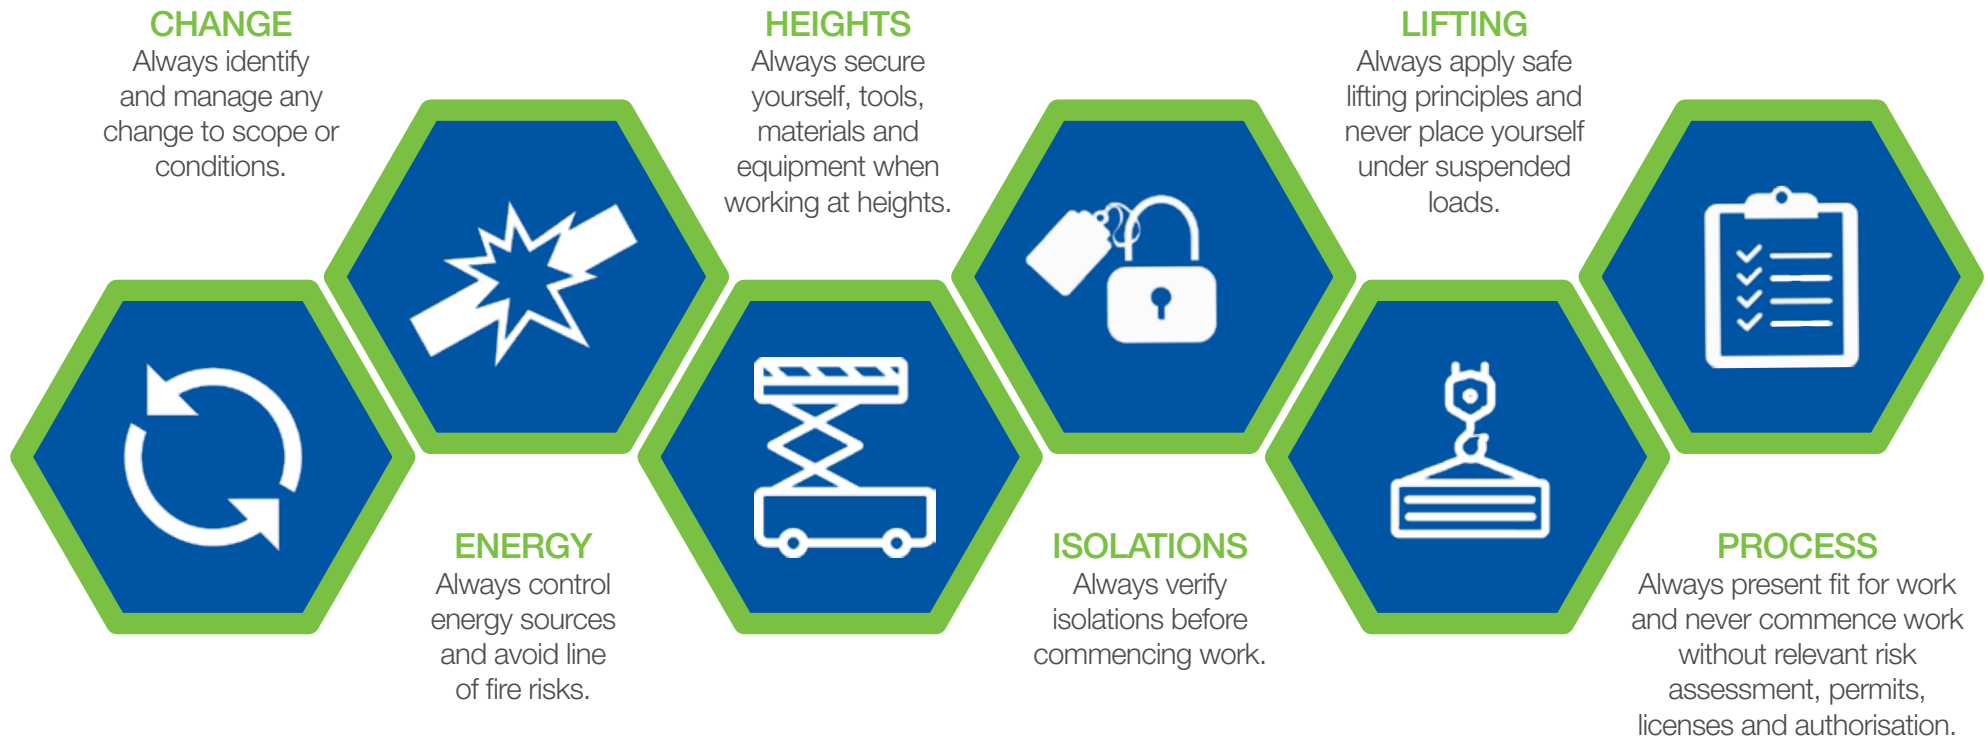 CHANGE
Always identify
and manage any
change to scope or
conditions.
ENERGY
Always control
energy sources
and avoid line
of fire risks.
HEIGHTS
Always secure
yourself, tools,
materials and
equipment when
working at heights.
ISOLATIONS
Always verify
isolations before
commencing work.
LIFTING
Always apply safe
lifting principles and
never place yourself
under suspended
loads.
PROCESS
Always present fit for work
and never commence work
without relevant risk
assessment, permits,
licenses and authorisation.